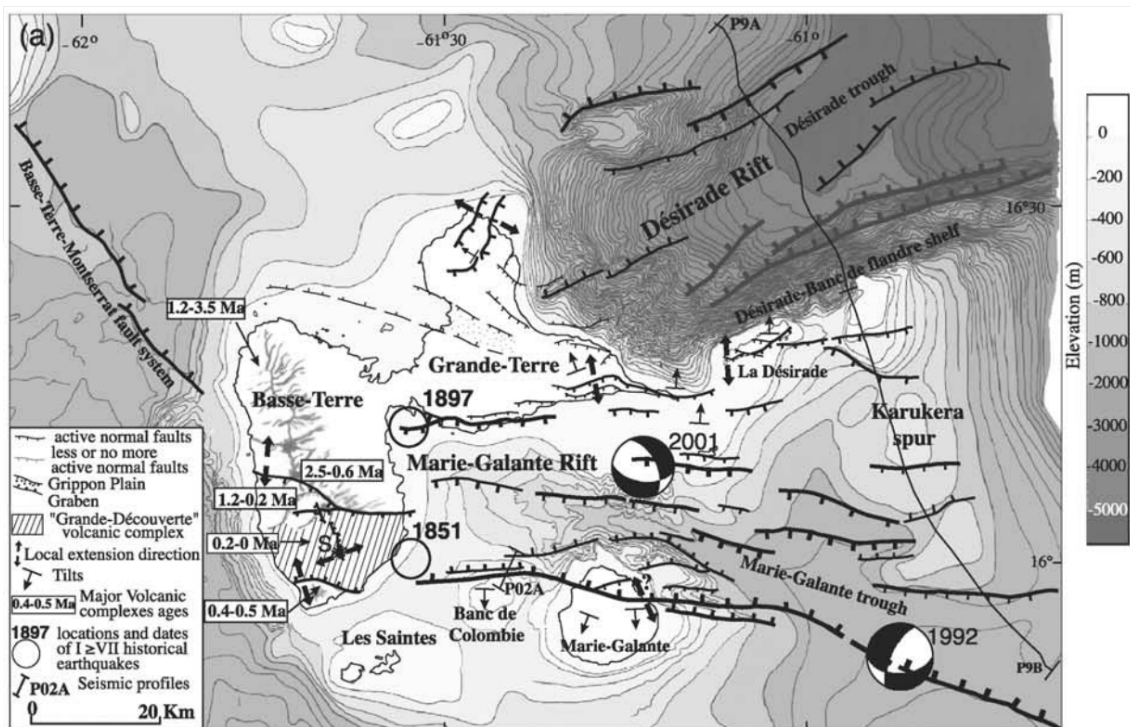 (a)
-62
-61 30
-61°
P9A
Désirade trough
Désirade Rift
Basse-Terre-Montserrat fault system
16°30
Désirade-Banc de flandre shelf
1.2-3.5 Ma
Grande-Terre
La Désirade
Basse-Terre
1897
2001
Karukera
spur
Marie-Galante Rift
2.5-0.6 Ma
1.2-0.2 Ma
S
1851
0.2-0 Ma
16°
P02A
?
Marie-Galante trough
0.4-0.5 Ma
Banc de
Colombie
Les Saintes
Marie-Galante
1992
P9B
active normal faults
less or no more
active normal faults
Grippon Plain
Graben
"Grande-Découverte"
volcanic complex
Local extension direction
Tilts
0.4-0.5 Ma Major Volcanic
complexes ages
1897 locations and dates
of I ≥VII historical
earthquakes
P02A Seismic profiles
0 20 Km
0
-200
-400
-600
-800
-1000
-2000
-3000
-4000
-5000
Elevation (m)